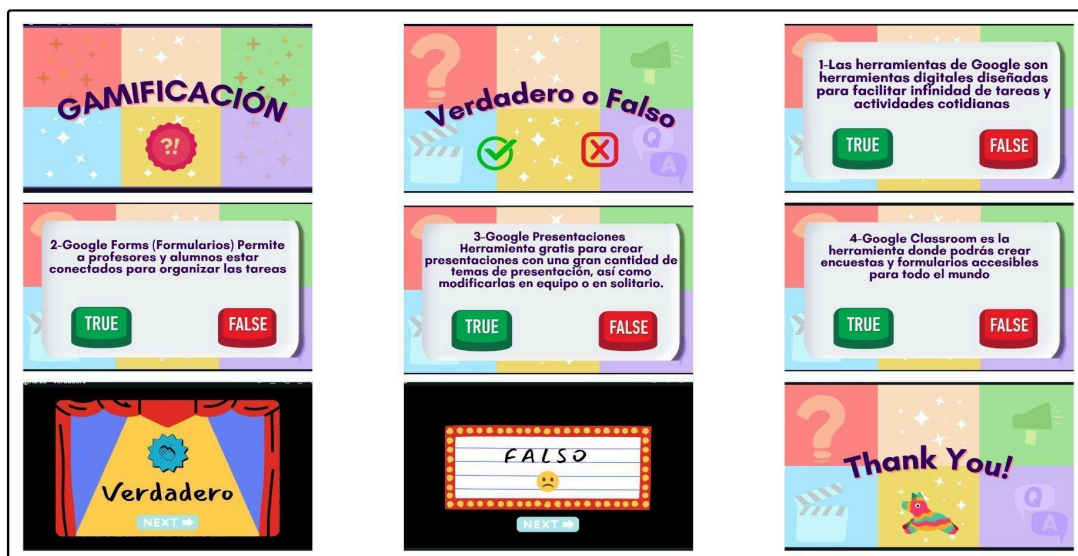 GAMIFICACIÓN
?!
Verdadero o Falso
Q
A
1-Las herramientas de Google son
herramientas digitales diseñadas
para facilitar infinidad de tareas y
actividades cotidianas
TRUE
FALSE
2-Google Forms (Formularios) Permite
a profesores y alumnos estar
conectados para organizar las tareas
TRUE
FALSE
3-Google Presentaciones
Herramienta gratis para crear
presentaciones con una gran cantidad de
temas de presentación, así como
modificarlas en equipo o en solitario.
TRUE
FALSE
4-Google Classroom es la
herramienta donde podrás crear
encuestas y formularios accesibles
para todo el mundo
TRUE
FALSE
Verdadero
NEXT
FALSO
NEXT
Thank You!
Q
A